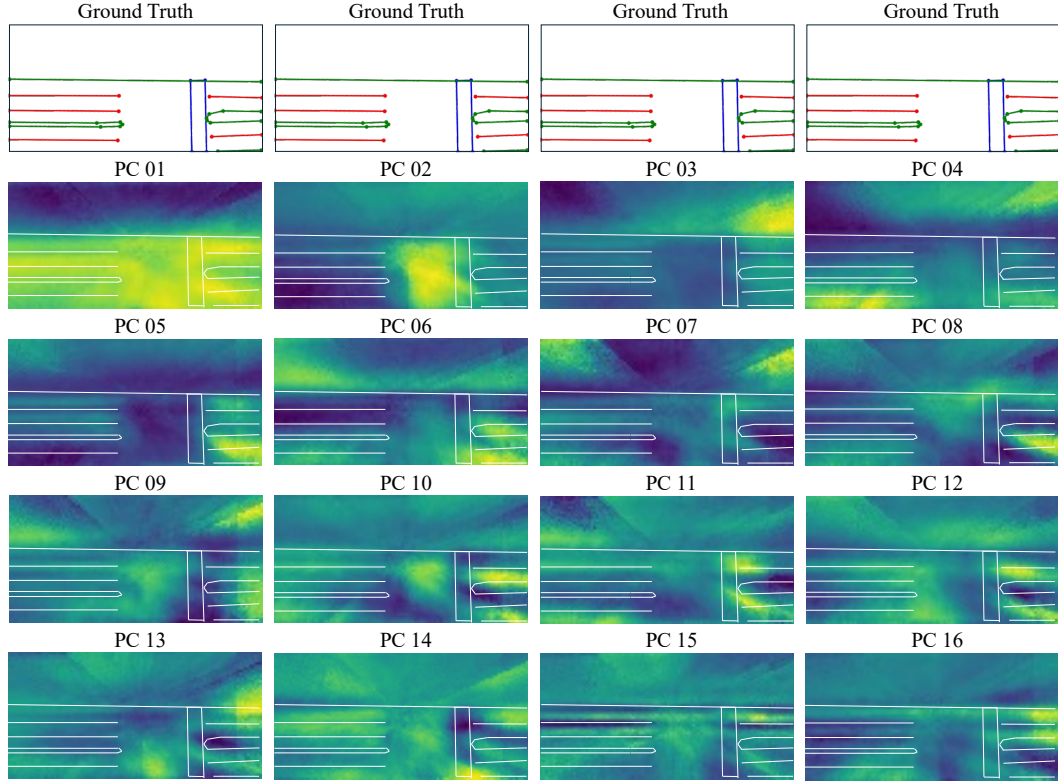 Ground Truth Ground Truth Ground Truth Ground Truth
PC 01 PC 02 PC 03 PC 04
PC 05 PC 06 PC 07 PC 08
PC 09 PC 10 PC 11 PC 12
PC 13 PC 14 PC 15 PC 16